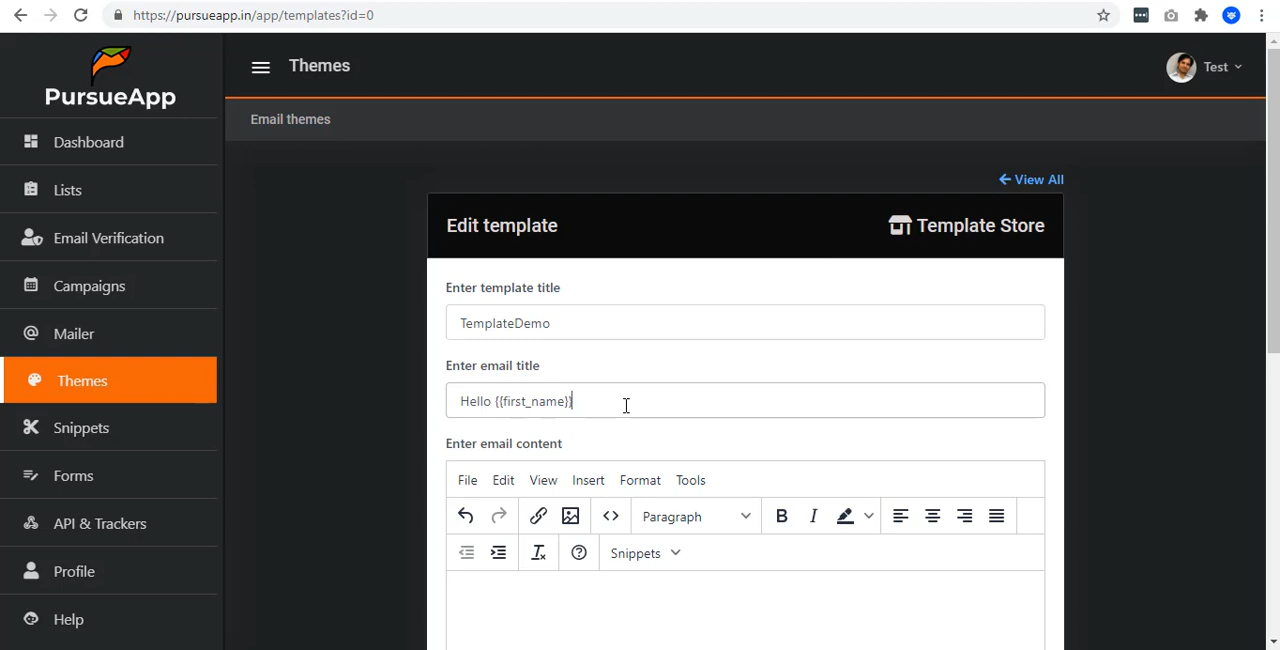 https://pursueapp.in/app/templates?id=0
PursueApp
Themes
Test
Dashboard
Email themes
Lists
View All
Email Verification
Edit template
Template Store
Campaigns
Enter template title
Mailer
TemplateDemo
Enter email title
Themes
Hello {{first_name}}
Snippets
Enter email content
Forms
File Edit View Insert Format Tools
API & Trackers
Paragraph
B I
Snippets
Profile
Help